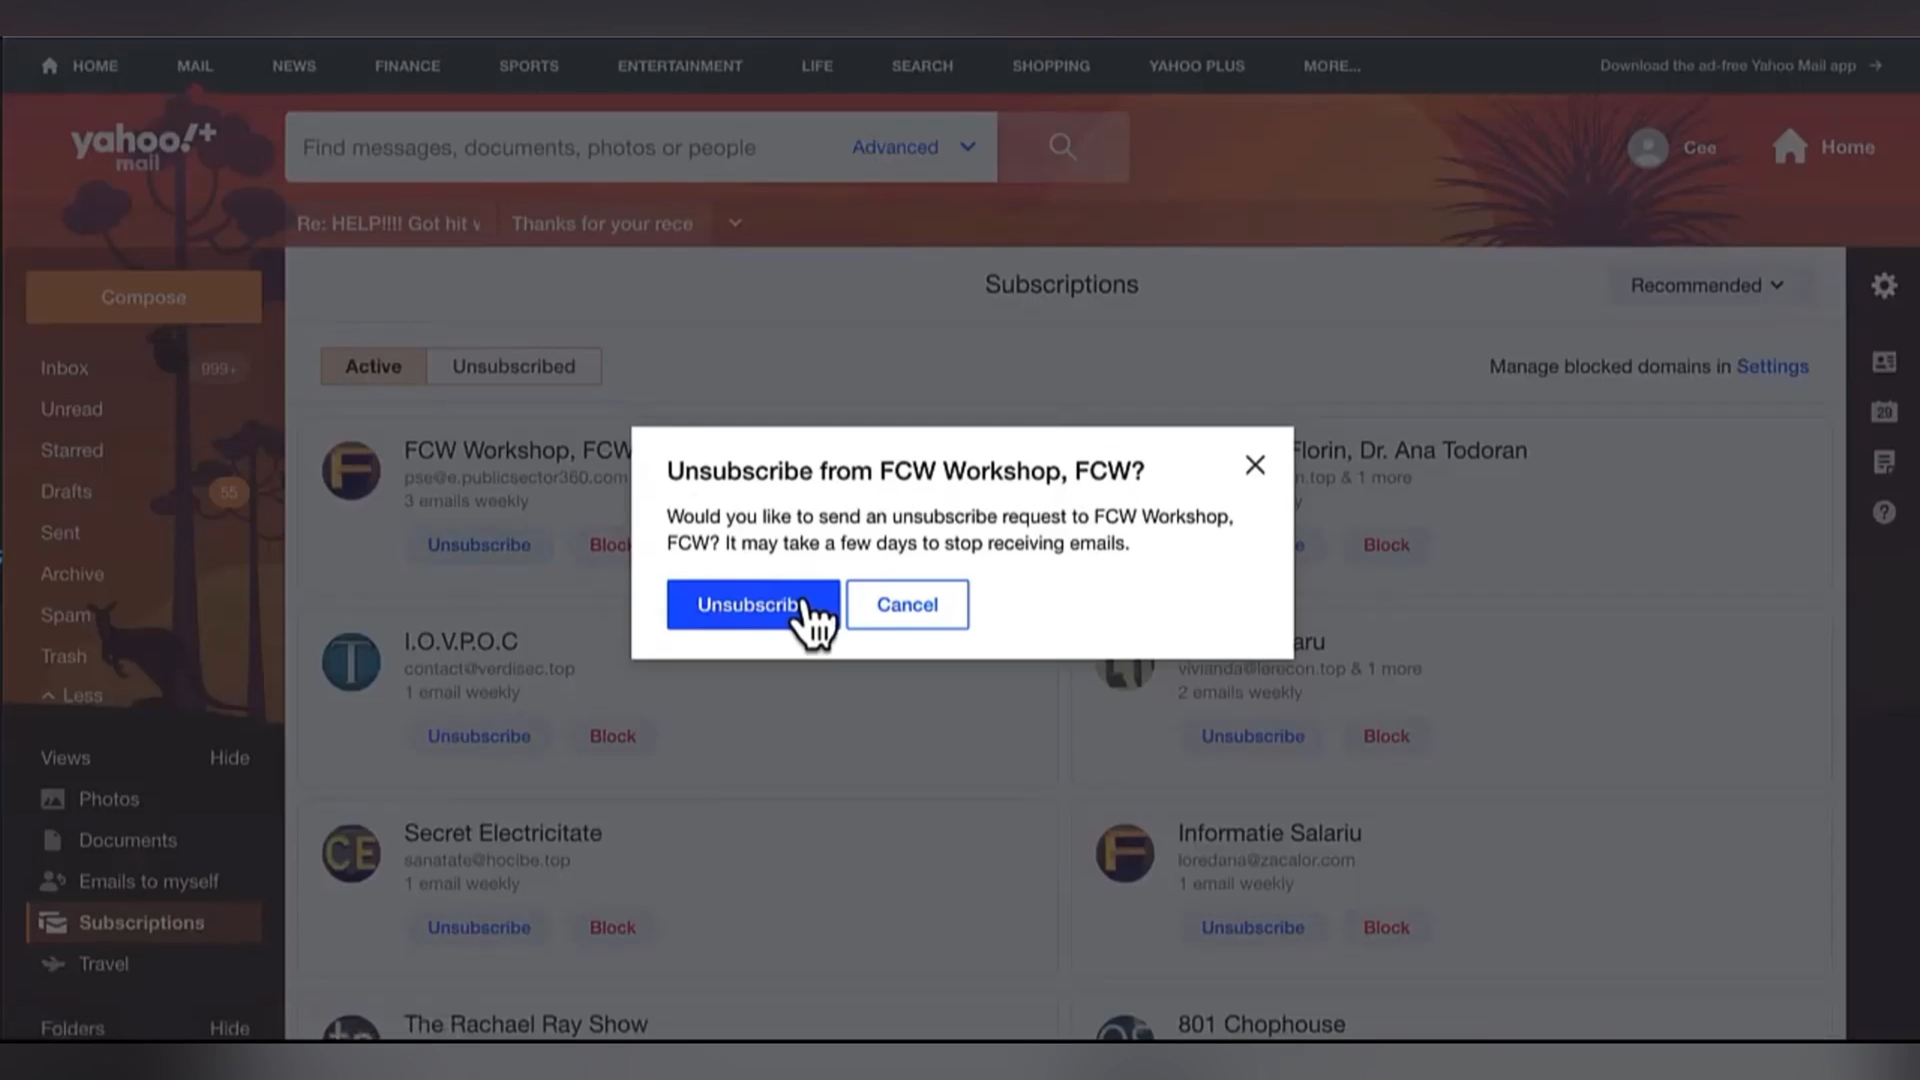 HOME MAIL NEWS FINANCE SPORTS ENTERTAINMENT LIFE SEARCH SHOPPING YAHOO PLUS MORE... Download the ad-free Yahoo Mail app →
yahoo!+
mail
Find messages, documents, photos or people Advanced
Cee Home
Re: HELP!!!! Got hit Thanks for your rece
Compose
Subscriptions
Recommended
Inbox 999+
Unread
Starred
Drafts 55
Sent
Archive
Spam
Trash
Less
Views Hide
Photos
Documents
Emails to myself
Subscriptions
Travel
Folders Hide
Active Unsubscribed
Manage blocked domains in Settings
29
FCW Workshop, FCW
pse@e.publicsector360.com
3 emails weekly
Unsubscribe
Florin, Dr. Ana Todoran
n.top & 1 more
Block
Unsubscribe from FCW Workshop, FCW?
Would you like to send an unsubscribe request to FCW Workshop,
FCW? It may take a few days to stop receiving emails.
Unsubscrib Cancel
T
I.O.V.P.O.C
contact@verdisec.top
1 email weekly
Unsubscribe Block
aru
vivianda@lerecon.top & 1 more
2 emails weekly
Unsubscribe Block
CE
Secret Electricitate
sanatate@hocibe.top
1 email weekly
Unsubscribe Block
F
Informatie Salariu
loredana@zacalor.com
1 email weekly
Unsubscribe Block
The Rachael Ray Show
801 Chophouse